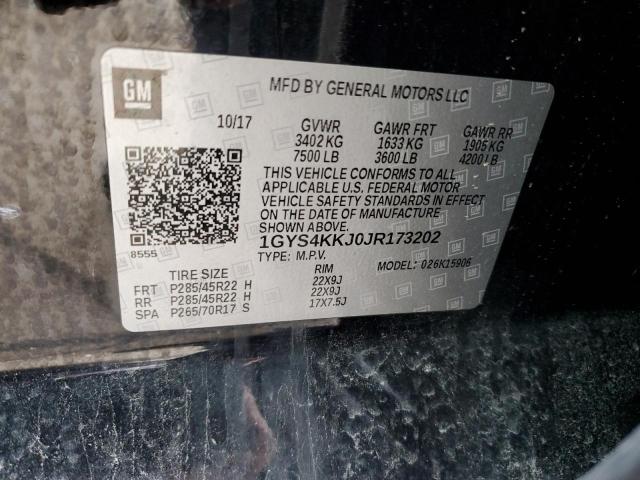 GM
MFD BY GENERAL MOTORS LLC
10/17 GVWR GAWR FRT GAWR RR
3402 KG 1633 KG 1905 KG
7500 LB 3600 LB 4200 LB
THIS VEHICLE CONFORMS TO ALL
APPLICABLE U.S. FEDERAL MOTOR
VEHICLE SAFETY STANDARDS IN EFFECT
ON THE DATE OF MANUFACTURE
SHOWN ABOVE.
1GYS4KKJ0JR173202
8555 TYPE: M.P.V. MODEL: 026K15906
TIRE SIZE RIM
FRT P285/45R22 H 22X9J
RR P285/45R22 H 22X9J
SPA P265/70R17 S 17X7.5J